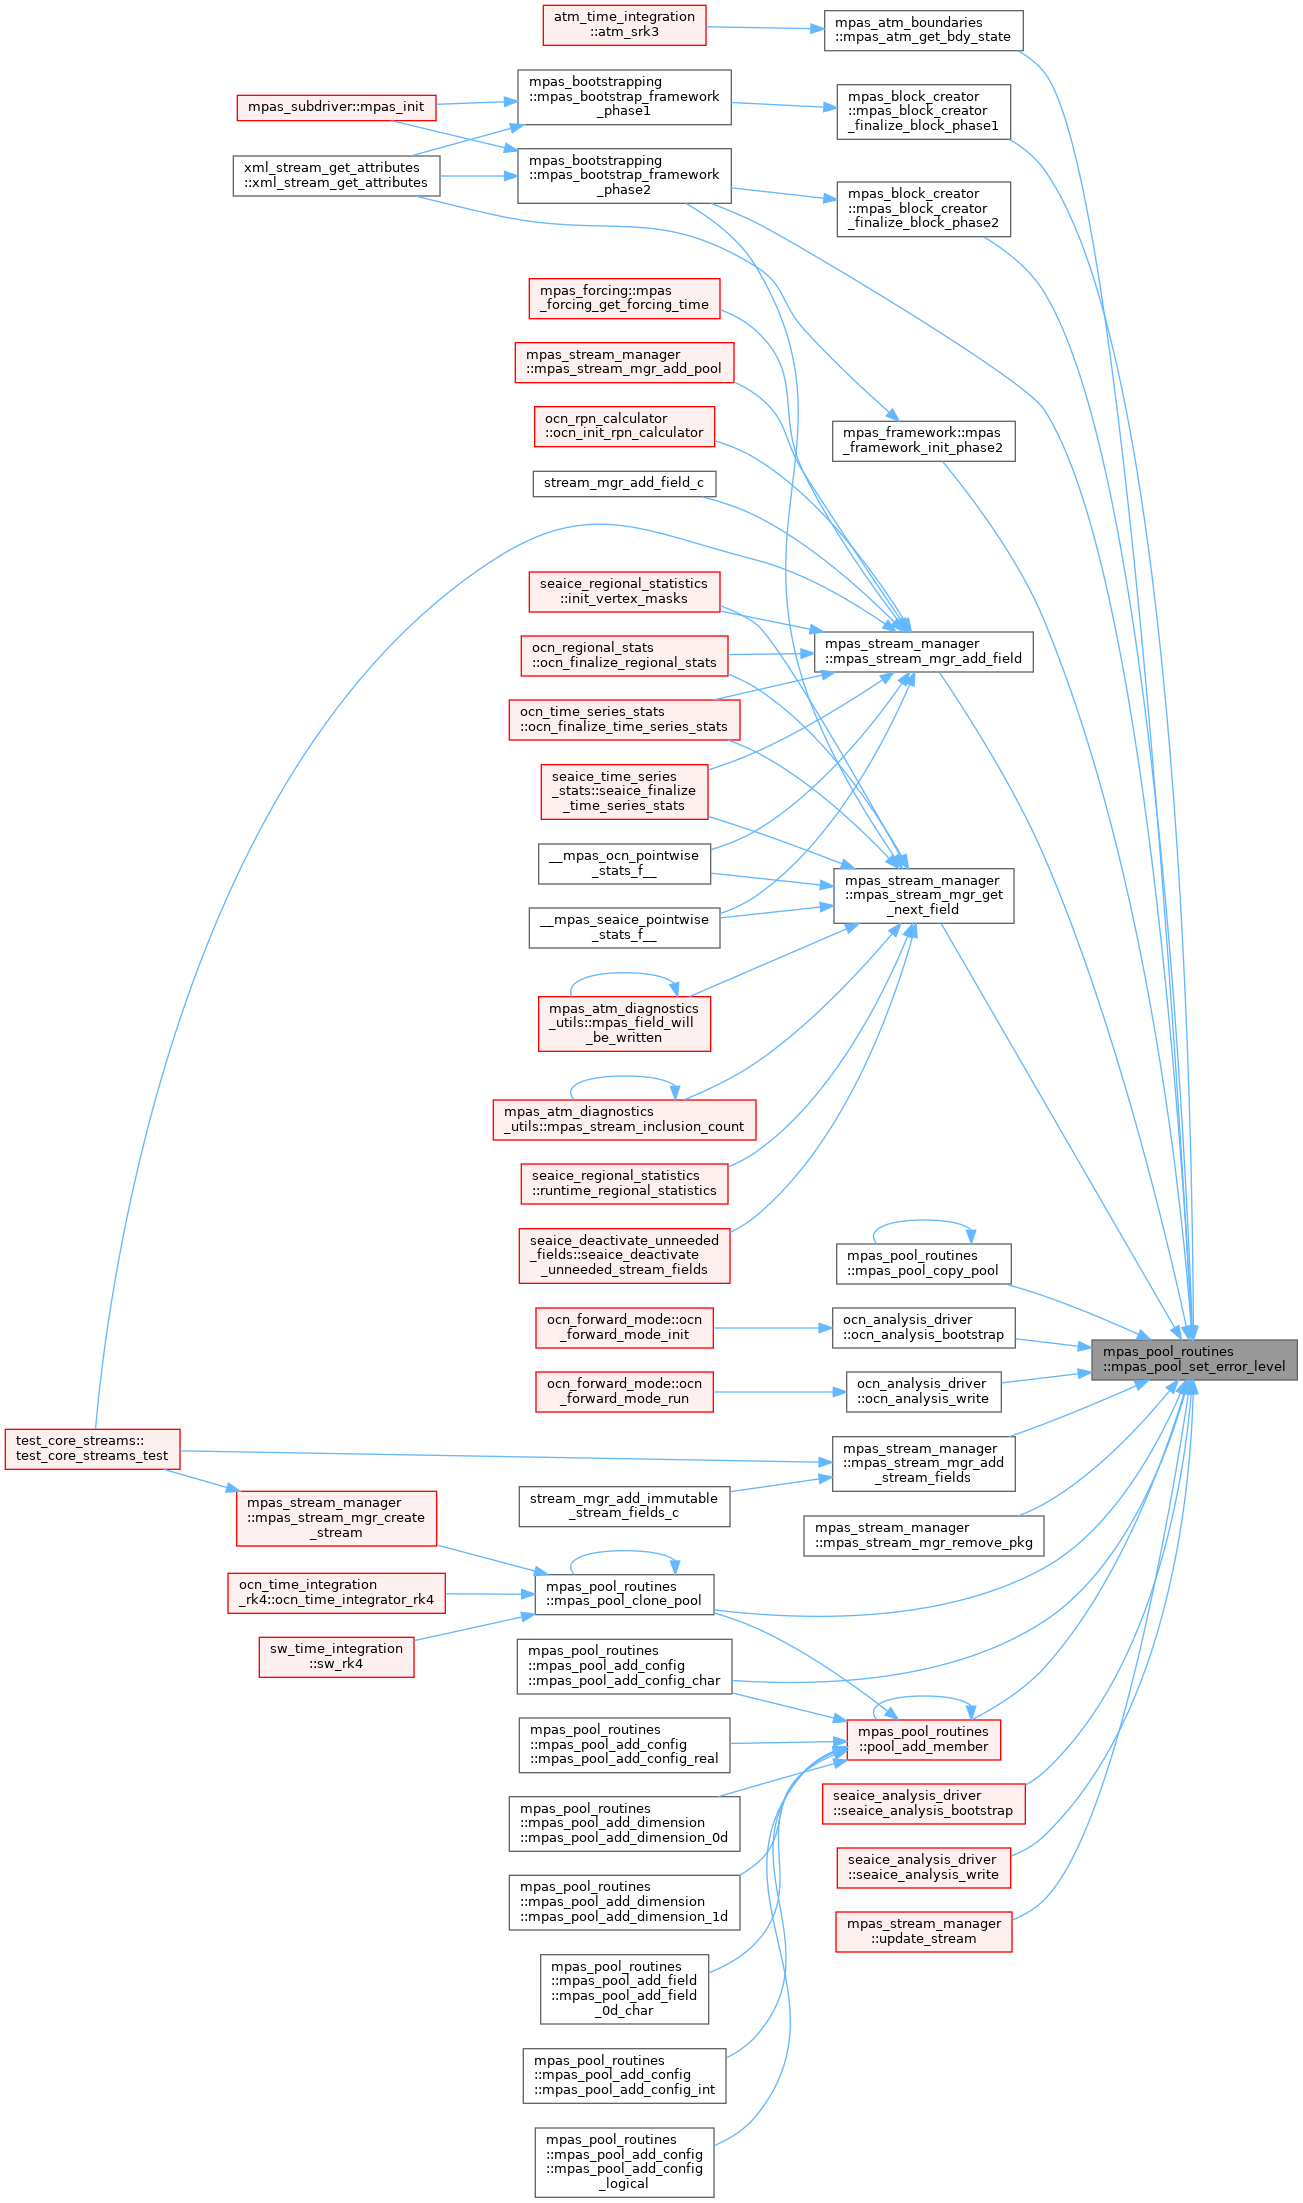 atm_time_integration
::atm_srk3
mpas_atm_boundaries
::mpas_atm_get_bdy_state
mpas_bootstrapping
::mpas_bootstrap_framework
_phase1
mpas_subdriver::mpas_init
mpas_block_creator
::mpas_block_creator
_finalize_block_phase1
xml_stream_get_attributes
::xml_stream_get_attributes
mpas_bootstrapping
::mpas_bootstrap_framework
_phase2
mpas_block_creator
::mpas_block_creator
_finalize_block_phase2
mpas_forcing::mpas
_forcing_get_forcing_time
mpas_stream_manager
::mpas_stream_mgr_add_pool
ocn_rpn_calculator
::ocn_init_rpn_calculator
mpas_framework::mpas
_framework_init_phase2
stream_mgr_add_field_c
seaice_regional_statistics
::init_vertex_masks
ocn_regional_stats
::ocn_finalize_regional_stats
mpas_stream_manager
::mpas_stream_mgr_add_field
ocn_time_series_stats
::ocn_finalize_time_series_stats
seaice_time_series
_stats::seaice_finalize
_time_series_stats
__mpas_ocn_pointwise
_stats_f__
mpas_stream_manager
::mpas_stream_mgr_get
_next_field
__mpas_seaice_pointwise
_stats_f__
mpas_atm_diagnostics
_utils::mpas_field_will
_be_written
mpas_atm_diagnostics
_utils::mpas_stream_inclusion_count
seaice_regional_statistics
::runtime_regional_statistics
seaice_deactivate_unneeded
_fields::seaice_deactivate
_unneeded_stream_fields
mpas_pool_routines
::mpas_pool_copy_pool
ocn_forward_mode::ocn
_forward_mode_init
ocn_analysis_driver
::ocn_analysis_bootstrap
mpas_pool_routines
::mpas_pool_set_error_level
ocn_forward_mode::ocn
_forward_mode_run
ocn_analysis_driver
::ocn_analysis_write
test_core_streams::
test_core_streams_test
mpas_stream_manager
::mpas_stream_mgr_add
_stream_fields
mpas_stream_manager
::mpas_stream_mgr_create
_stream
stream_mgr_add_immutable
_stream_fields_c
mpas_stream_manager
::mpas_stream_mgr_remove_pkg
ocn_time_integration
_rk4::ocn_time_integrator_rk4
mpas_pool_routines
::mpas_pool_clone_pool
sw_time_integration
::sw_rk4
mpas_pool_routines
::mpas_pool_add_config
::mpas_pool_add_config_char
mpas_pool_routines
::mpas_pool_add_config
::mpas_pool_add_config_real
mpas_pool_routines
::pool_add_member
mpas_pool_routines
::mpas_pool_add_dimension
::mpas_pool_add_dimension_0d
seaice_analysis_driver
::seaice_analysis_bootstrap
mpas_pool_routines
::mpas_pool_add_dimension
::mpas_pool_add_dimension_1d
seaice_analysis_driver
::seaice_analysis_write
mpas_stream_manager
::update_stream
mpas_pool_routines
::mpas_pool_add_field
::mpas_pool_add_field
_0d_char
mpas_pool_routines
::mpas_pool_add_config
::mpas_pool_add_config_int
mpas_pool_routines
::mpas_pool_add_config
::mpas_pool_add_config
_logical